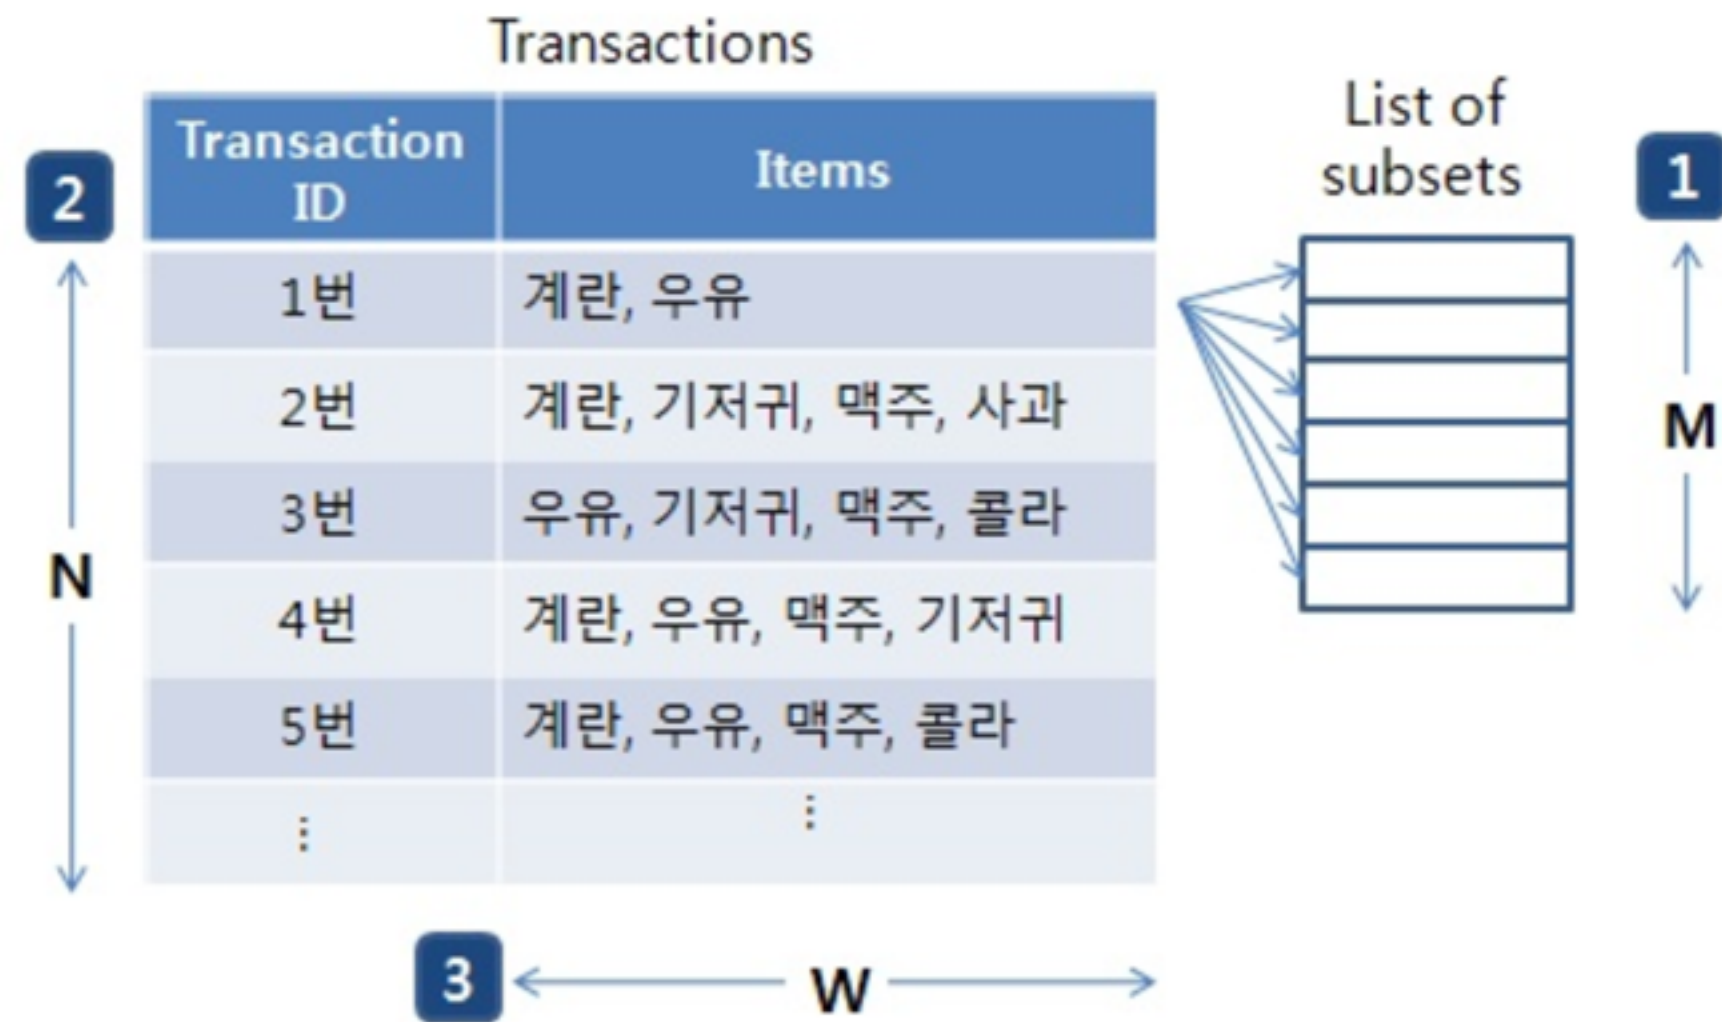 Transactions
Transaction
ID
Items
1번
계란, 우유
2번
계란, 기저귀, 맥주, 사과
3번
우유, 기저귀, 맥주, 콜라
4번
계란, 우유, 맥주, 기저귀
5번
계란, 우유, 맥주, 콜라
⋮
⋮
2
N
3
W
List of
subsets
1
M